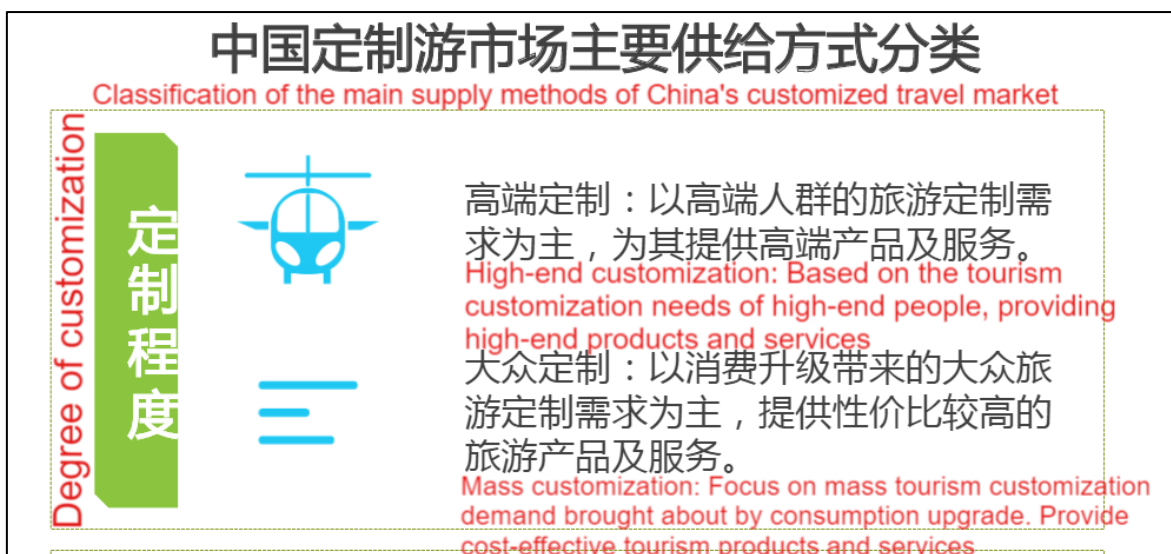 中国定制游市场主要供给方式分类
Classification of the main supply methods of China's customized travel market
Degree of customization
定制程度
高端定制：以高端人群的旅游定制需
求为主，为其提供高端产品及服务。
High-end customization: Based on the tourism
customization needs of high-end people, providing
high-end products and services
大众定制：以消费升级带来的大众旅
游定制需求为主，提供性价比较高的
旅游产品及服务。
Mass customization: Focus on mass tourism customization
demand brought about by consumption upgrade. Provide
cost-effective tourism products and services